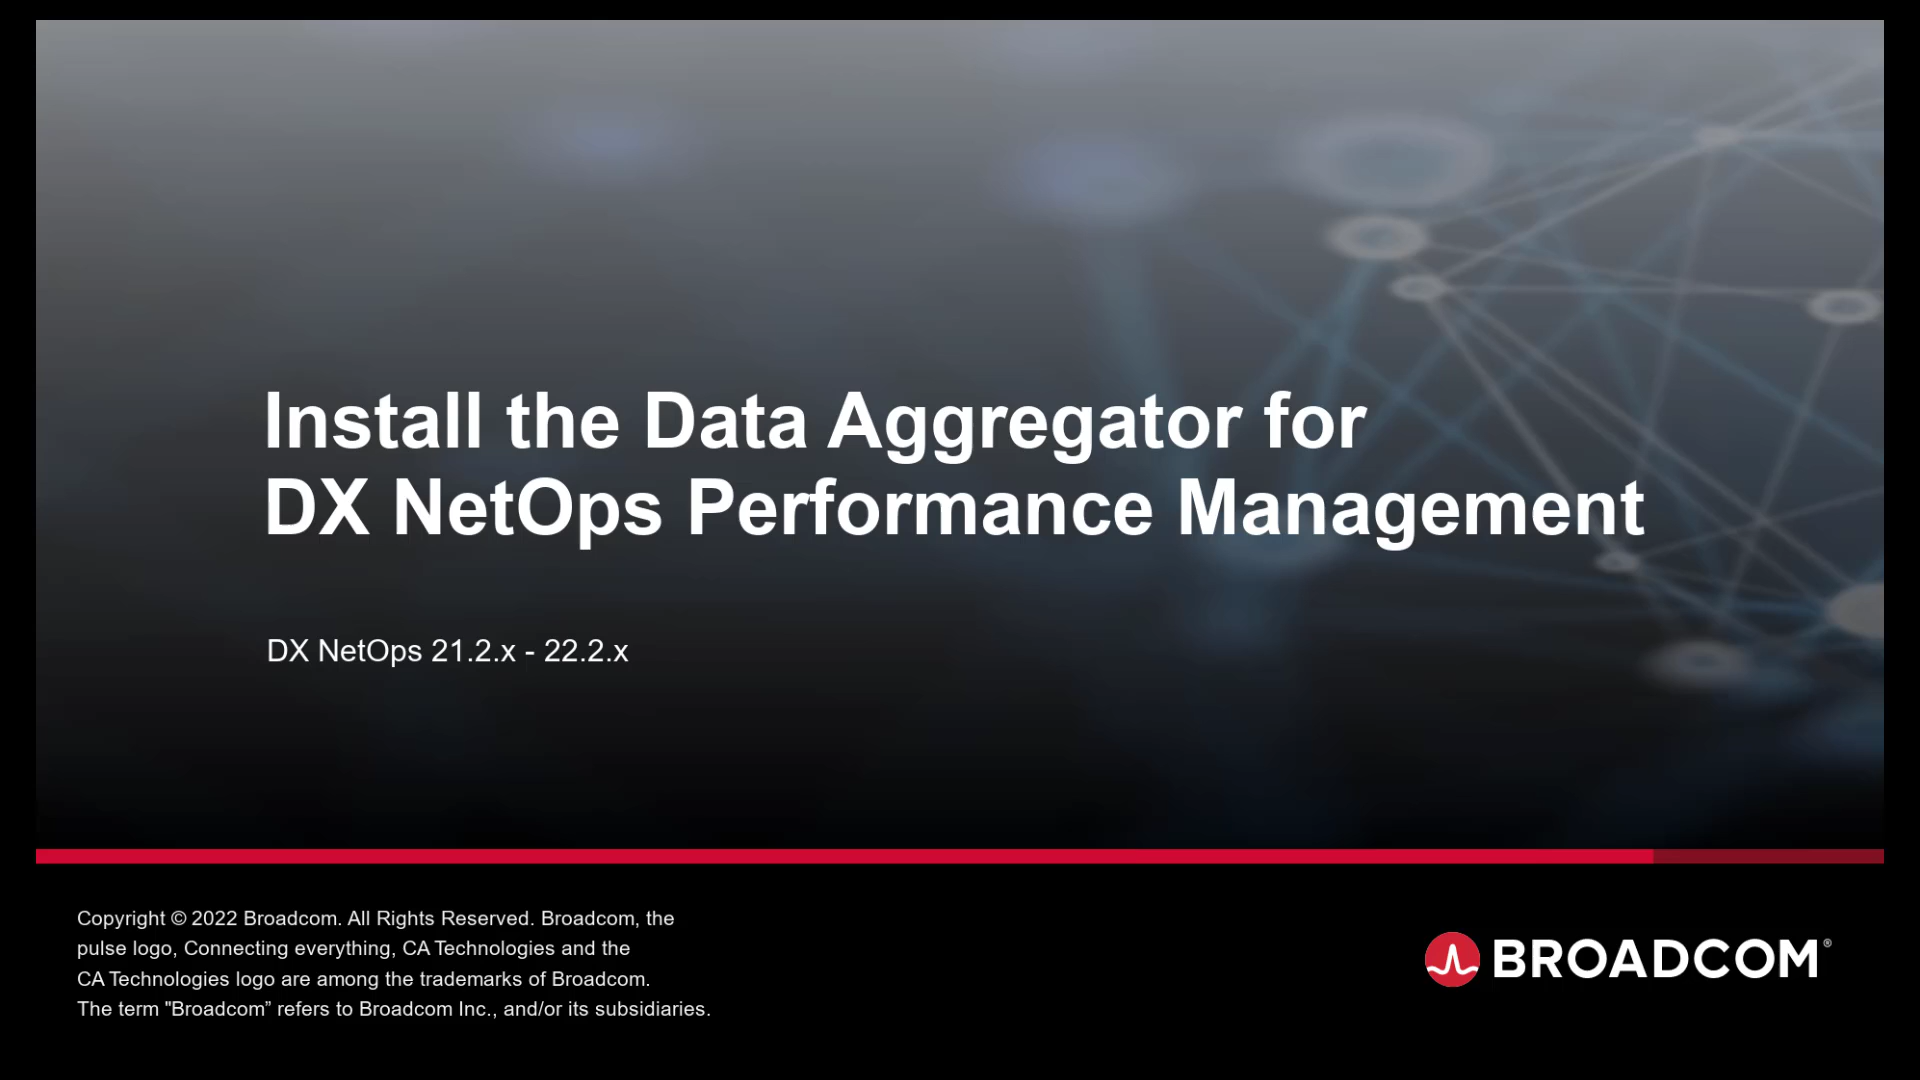 Install the Data Aggregator for
DX NetOps Performance Management
DX NetOps 21.2.x - 22.2.x
Copyright © 2022 Broadcom. All Rights Reserved. Broadcom, the
pulse logo, Connecting everything, CA Technologies and the
CA Technologies logo are among the trademarks of Broadcom.
The term "Broadcom” refers to Broadcom Inc., and/or its subsidiaries.
BROADCOM®